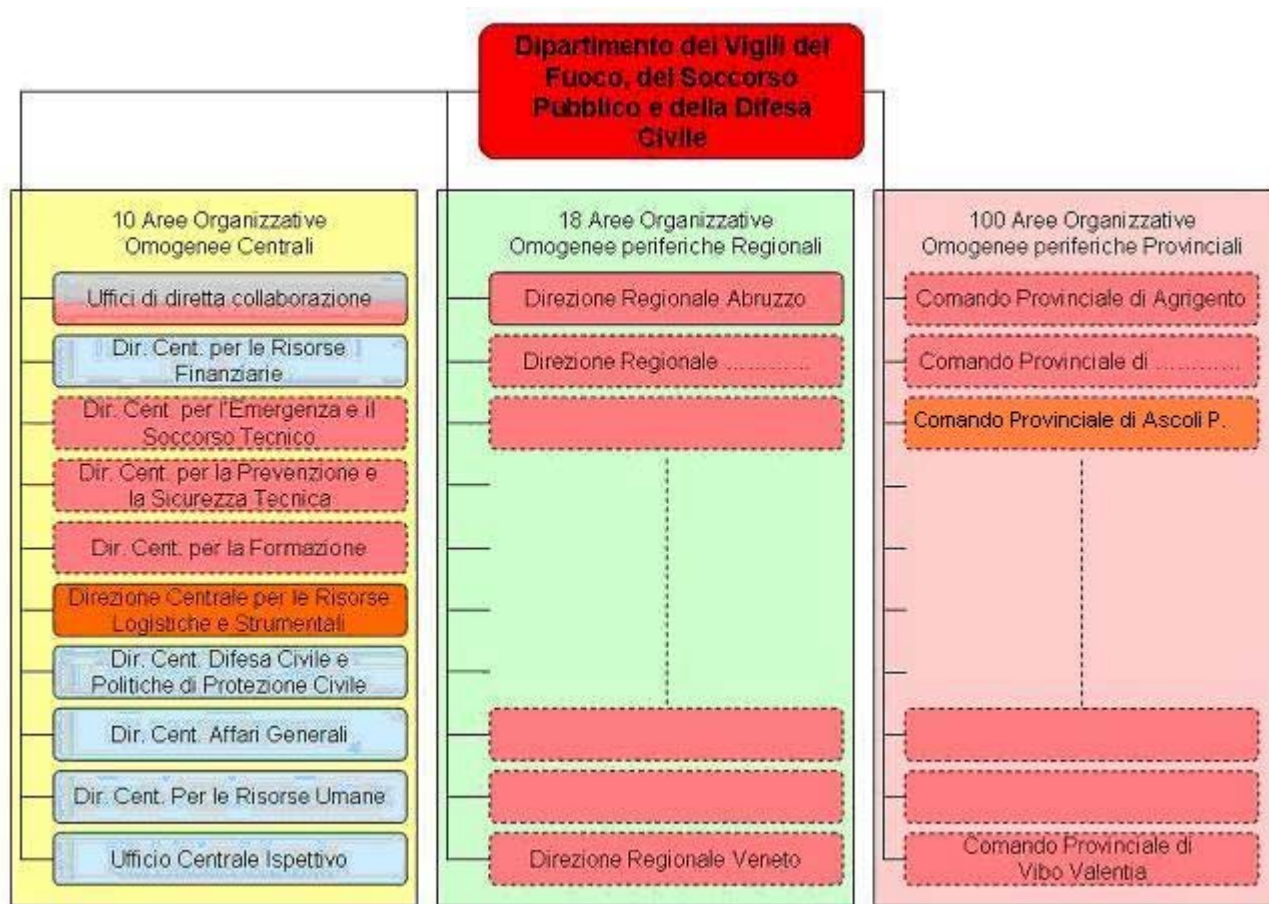 Dipartimento dei Vigili del
Fuoco, del Soccorso
Pubblico e della Difesa
Civile
10 Aree Organizzative
Omogenee Centrali
Uffici di diretta collaborazione
Dir. Cent. per le Risorse
Finanziarie
Dir. Cent. per l'Emergenza e il
Soccorso Tecnico
Dir. Cent. per la Prevenzione e
la Sicurezza Tecnica
Dir. Cent. per la Formazione
Direzione Centrale per le Risorse
Logistiche e Strumentali
Dir. Cent. Difesa Civile e
Politiche di Protezione Civile
Dir. Cent. Affari Generali
Dir. Cent. Per le Risorse Umane
Ufficio Centrale Ispettivo
18 Aree Organizzative
Omogenee periferiche Regionali
Direzione Regionale Abruzzo
Direzione Regionale ............
Direzione Regionale Veneto
100 Aree Organizzative
Omogenee periferiche Provinciali
Comando Provinciale di Agrigento
Comando Provinciale di ............
Comando Provinciale di Ascoli P.
Comando Provinciale di
Vibo Valentia